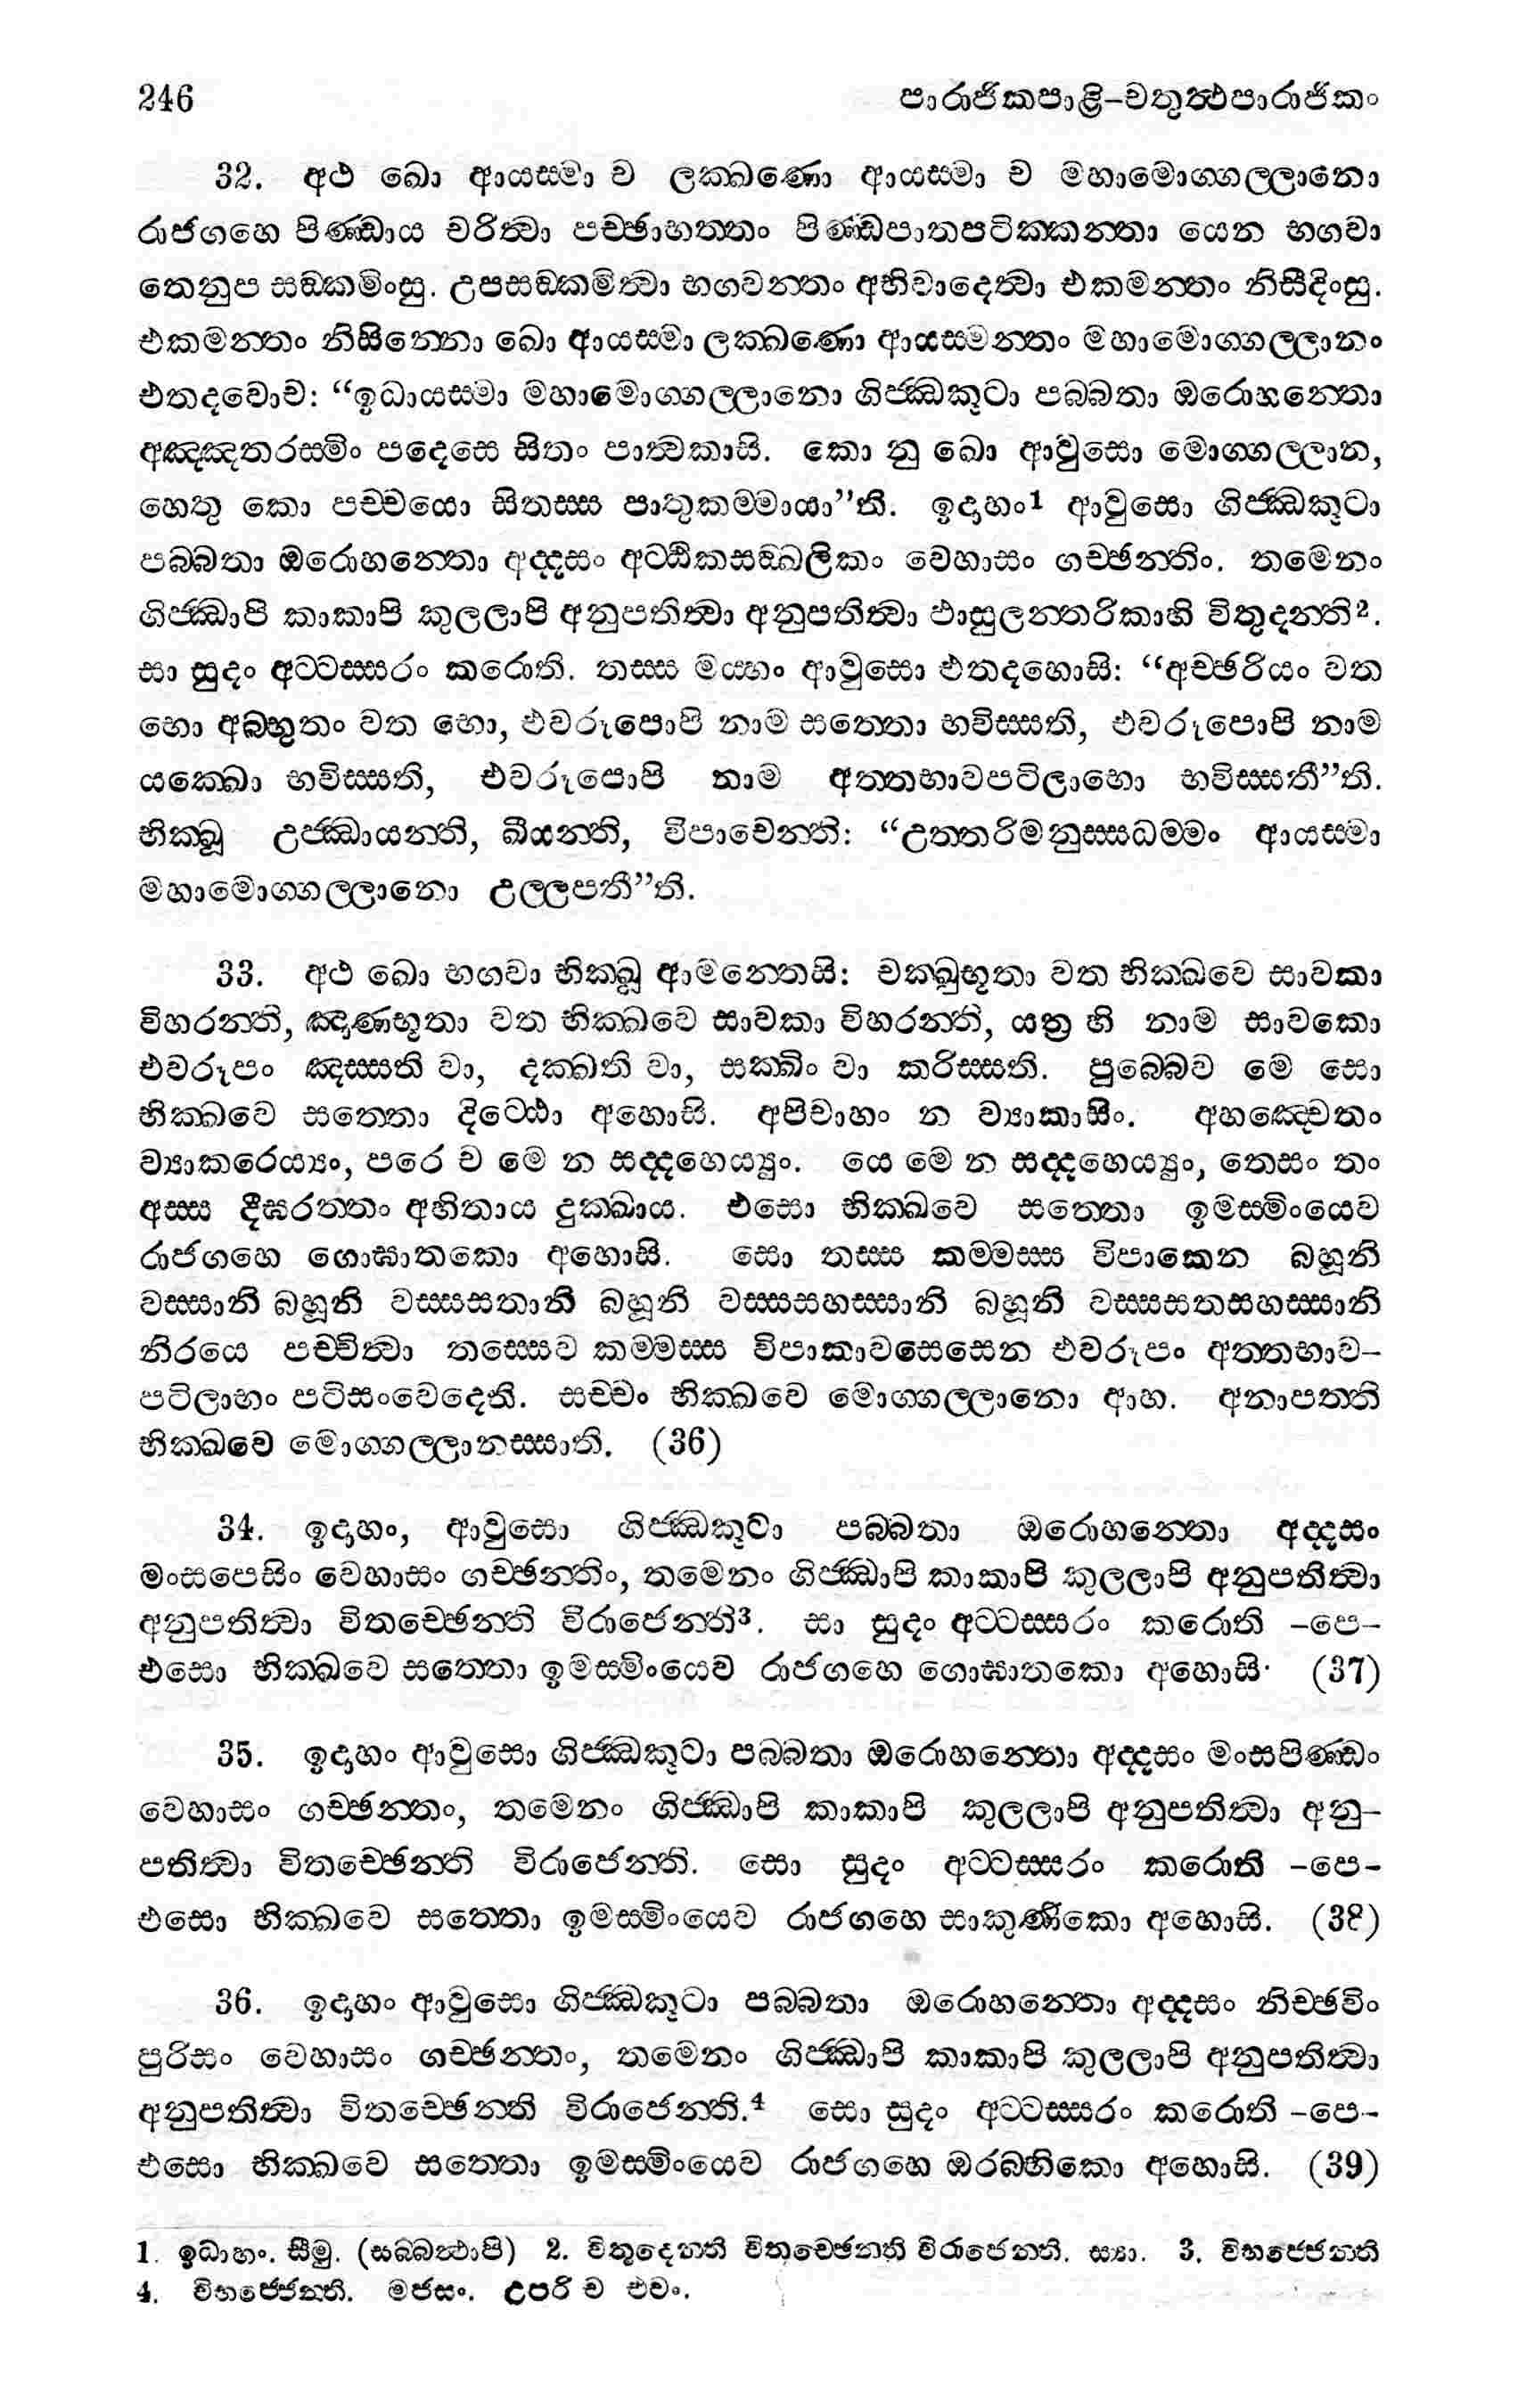 246 පාරාජිකපාළි–චතුත්‍ථපාරාජිකං
32. අථ ඛො ආයස්මා ච ලක්ඛණො ආයස්මා ච මහාමොග්ගල්ලානො
රාජගහෙ පිණ්ඩාය චරිත්‍වා පච්ඡාභත්තං පිණ්ඩපාතපටික්කන්තා යෙන භගවා
තෙනුප සඞ්කමිංසු. උපසඞ්කමිත්‍වා භගවන්තං අභිවාදෙත්‍වා එකමන්තං නිසීදිංසු.
එකමන්තං නිසින්නො ඛො ආයස්මා ලක්ඛණො ආයස්මන්තං මහාමොග්ගල්ලානං
එතදවොච: “ඉධායස්මා මහාමොග්ගල්ලානො ගිජ්ඣකූටා පබ්බතා ඔරොහන්තො
අඤ්ඤතරස්මිං පදෙසෙ සිතං පාත්‍වකාසි. කො නු ඛො ආවුසො මොග්ගල්ලාන,
හෙතු කො පච්චයො සිතස්ස පාතුකම්මායා”ති. ඉදාහං1 ආවුසො ගිජ්ඣකූටා
පබ්බතා ඔරොහන්තො අද්දසං අට්ඨිකසඞ්ඛලිකං වෙහාසං ගච්ඡන්තිං. තමෙනං
ගිජ්ඣාපි කාකාපි කුලලාපි අනුපතිත්‍වා අනුපතිත්‍වා ඵාසුලන්තරිකාහි විතුදන්ති2.
සා සුදං අට්ටස්සරං කරොති. තස්ස මය්හං ආවුසො එතදහොසි: “අච්ඡරියං වත
භො අබ්භුතං වත භො, එවරූපොපි නාම සත්තො භවිස්සති, එවරූපොපි නාම
යක්ඛො භවිස්සති, එවරූපොපි නාම අත්තභාවපටිලාභො භවිස්සතී”ති.
භික්ඛූ උජ්ඣායන්ති, ඛීයන්ති, විපාචෙන්ති: “උත්තරිමනුස්සධම්මං ආයස්මා
මහාමොග්ගල්ලානො උල්ලපතී”ති.
33. අථ ඛො භගවා භික්ඛූ ආමන්තෙසි: චක්ඛුභූතා වත භික්ඛවෙ සාවකා
විහරන්ති, ඤාණභූතා වත භික්ඛවෙ සාවකා විහරන්ති, යත්‍ර හි නාම සාවකො
එවරූපං ඤස්සති වා, දක්ඛති වා, සක්ඛිං වා කරිස්සති. පුබ්බෙව මෙ සො
භික්ඛවෙ සත්තො දිට්ඨො අහොසි. අපිචාහං න ව්‍යාකාසිං. අහඤ්චෙතං
ව්‍යාකරෙය්‍යං, පරෙ ච මෙ න සද්දහෙය්‍යුං. යෙ මෙ න සද්දහෙය්‍යුං, තෙසං තං
අස්ස දීඝරත්තං අහිතාය දුක්ඛාය. එසො භික්ඛවෙ සත්තො ඉමස්මිංයෙව
රාජගහෙ ගොඝාතකො අහොසි. සො තස්ස කම්මස්ස විපාකෙන බහූනි
වස්සානි බහූනි වස්සසතානි බහූනි වස්සසහස්සානි බහූනි වස්සසතසහස්සානි
නිරයෙ පච්චිත්‍වා තස්සෙව කම්මස්ස විපාකාවසෙසෙන එවරූපං අත්තභාව–
පටිලාභං පටිසංවෙදෙති. සච්චං භික්ඛවෙ මොග්ගල්ලානො ආහ. අනාපත්ති
භික්ඛවෙ මොග්ගල්ලානස්සාති. (36)
34. ඉදාහං, ආවුසො ගිජ්ඣකූටා පබ්බතා ඔරොහන්තො අද්දසං
මංසපෙසිං වෙහාසං ගච්ඡන්තිං, තමෙනං ගිජ්ඣාපි කාකාපි කුලලාපි අනුපතිත්‍වා
අනුපතිත්‍වා විතච්ඡෙන්ති විරාජෙන්ති3. සා සුදං අට්ටස්සරං කරොති –පෙ–
එසො භික්ඛවෙ සත්තො ඉමස්මිංයෙව රාජගහෙ ගොඝාතකො අහොසි· (37)
35. ඉදාහං ආවුසො ගිජ්ඣකූටා පබ්බතා ඔරොහන්තො අද්දසං මංසපිණ්ඩං
වෙහාසං ගච්ඡන්තං, තමෙනං ගිජ්ඣාපි කාකාපි කුලලාපි අනුපතිත්‍වා අනු–
පතිත්‍වා විතච්ඡෙන්ති විරාජෙන්ති. සො සුදං අට්ටස්සරං කරොති –පෙ–
එසො භික්ඛවෙ සත්තො ඉමස්මිංයෙව රාජගහෙ සාකුණිකො අහොසි. (38)
36. ඉදාහං ආවුසො ගිජ්ඣකූටා පබ්බතා ඔරොහන්තො අද්දසං නිච්ඡවිං
පුරිසං වෙහාසං ගච්ඡන්තං, තමෙනං ගිජ්ඣාපි කාකාපි කුලලාපි අනුපතිත්‍වා
අනුපතිත්‍වා විතච්ඡෙන්ති විරාජෙන්ති.4 සො සුදං අට්ටස්සරං කරොති –පෙ–
එසො භික්ඛවෙ සත්තො ඉමස්මිංයෙව රාජගහෙ ඔරබ්භිකො අහොසි. (39)
1. ඉධාහං. සීමු. (සබ්බත්‍ථාපි) 2. විතුදෙන්ති විතච්ඡෙන්ති විරාජෙන්ති. ස්‍යා. 3. විභජ්ජෙන්ති
4. විභජ්ජෙන්ති. මජසං. උපරි ච එවං.